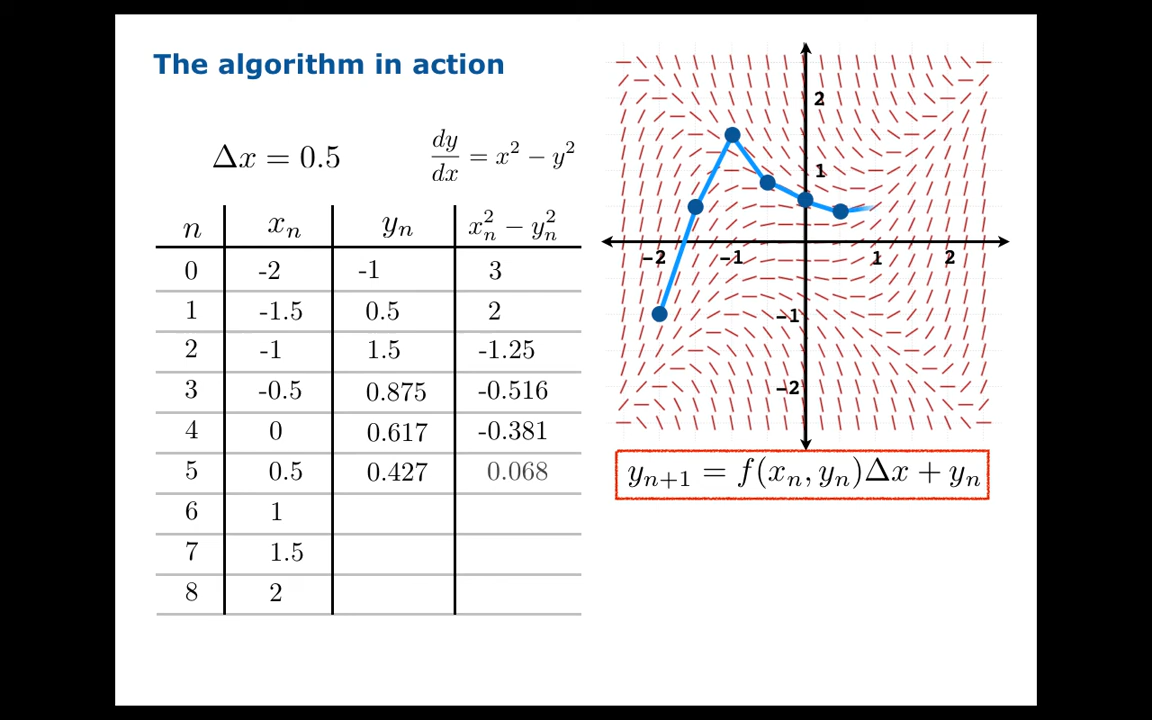 The algorithm in action
Δx = 0.5
dy/dx = x² − y²
n xₙ yₙ xₙ² − yₙ²
0 -2 -1 3
1 -1.5 0.5 2
2 -1 1.5 -1.25
3 -0.5 0.875 -0.516
4 0 0.617 -0.381
5 0.5 0.427 0.068
6 1
7 1.5
8 2
2
1
−2 −1 1 2
−1
−2
yₙ₊₁ = f(xₙ, yₙ)Δx + yₙ